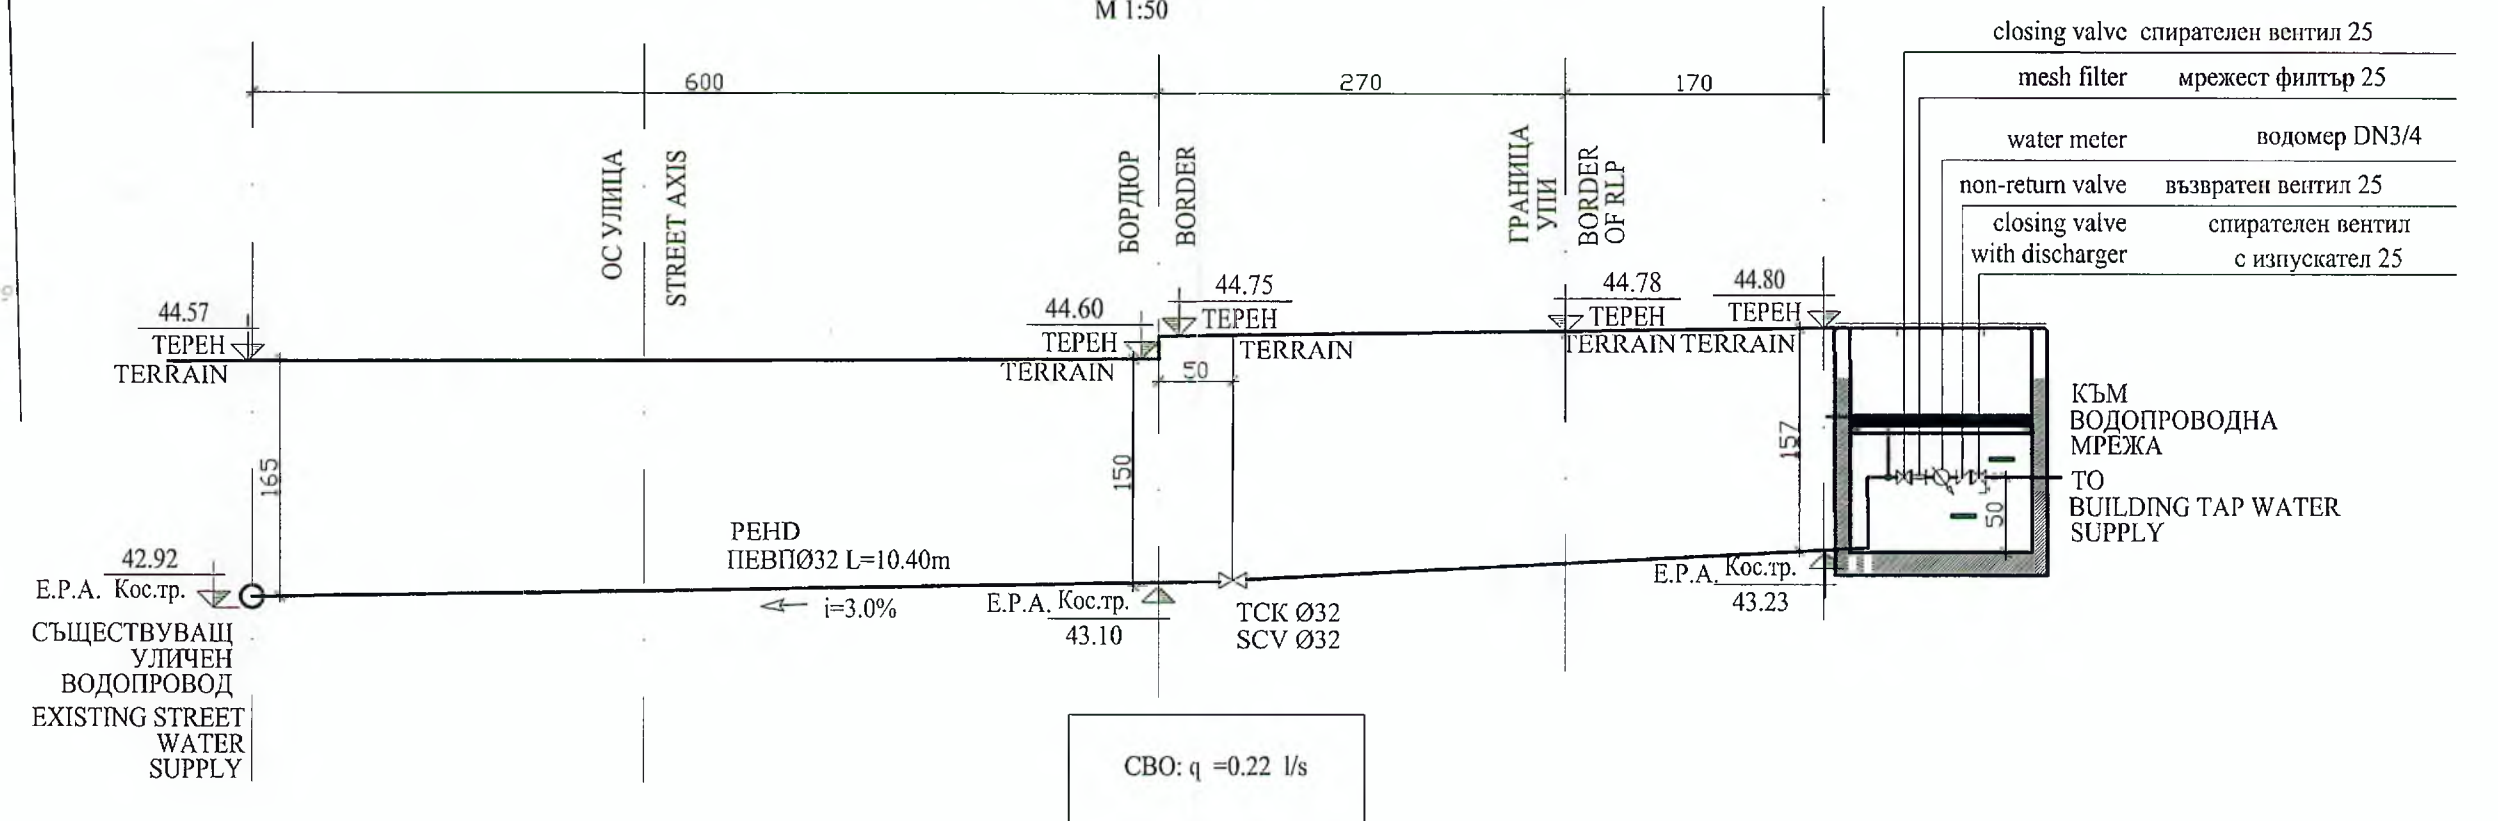 М 1:50
closing valve спирателен вентил 25
mesh filter мрежест филтър 25
water meter водомер DN3/4
non-return valve възвратен вентил 25
closing valve спирателен вентил
with discharger с изпускател 25
600
270
170
ОС УЛИЦА
STREET AXIS
БОРДЮР
BORDER
ГРАНИЦА
УПИ
BORDER
OF RLP
44.57
ТЕРЕН
TERRAIN
44.60
ТЕРЕН
TERRAIN
44.75
ТЕРЕН
TERRAIN
44.78
ТЕРЕН
TERRAIN
44.80
ТЕРЕН
TERRAIN
50
165
150
157
50
КЪМ
ВОДОПРОВОДНА
МРЕЖА
TO
BUILDING TAP WATER
SUPPLY
PEHD
ПЕВПØ32 L=10.40m
i=3.0%
42.92
Е.Р.А. Кос.тр.
Е.Р.А. Кос.тр.
43.10
ТСК Ø32
SCV Ø32
Е.Р.А. Кос.тр.
43.23
СЪЩЕСТВУВАЩ
УЛИЧЕН
ВОДОПРОВОД
EXISTING STREET
WATER
SUPPLY
СВО: q =0.22 l/s